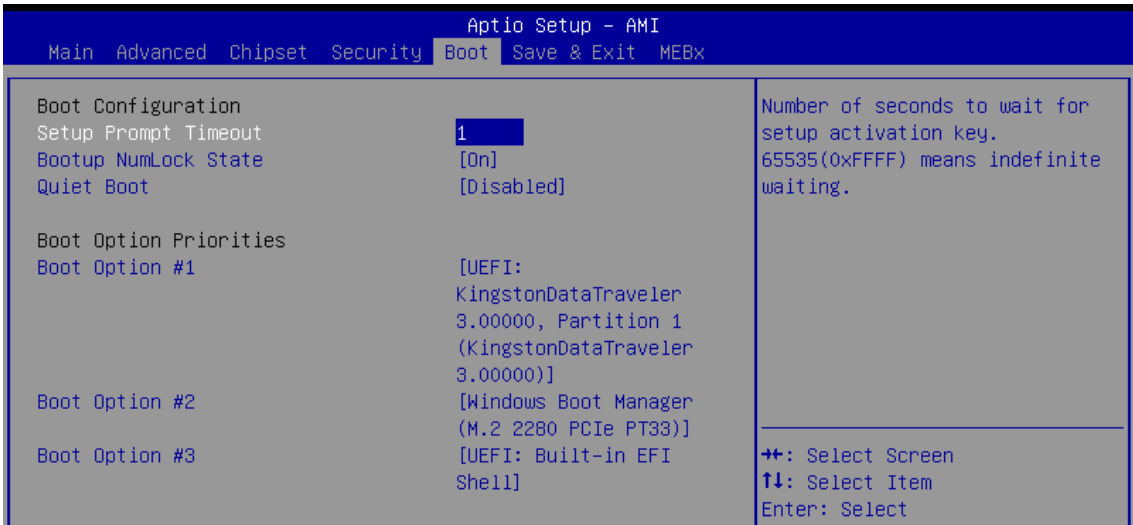 Aptio Setup – AMI
Main Advanced Chipset Security Boot Save & Exit MEBx
Boot Configuration
Setup Prompt Timeout 1
Bootup NumLock State [On]
Quiet Boot [Disabled]
Boot Option Priorities
Boot Option #1 [UEFI:
KingstonDataTraveler
3.00000, Partition 1
(KingstonDataTraveler
3.00000)]
Boot Option #2 [Windows Boot Manager
(M.2 2280 PCIe PT33)]
Boot Option #3 [UEFI: Built-in EFI
Shell]
Number of seconds to wait for
setup activation key.
65535(0xFFFF) means indefinite
waiting.
→←: Select Screen
↑↓: Select Item
Enter: Select